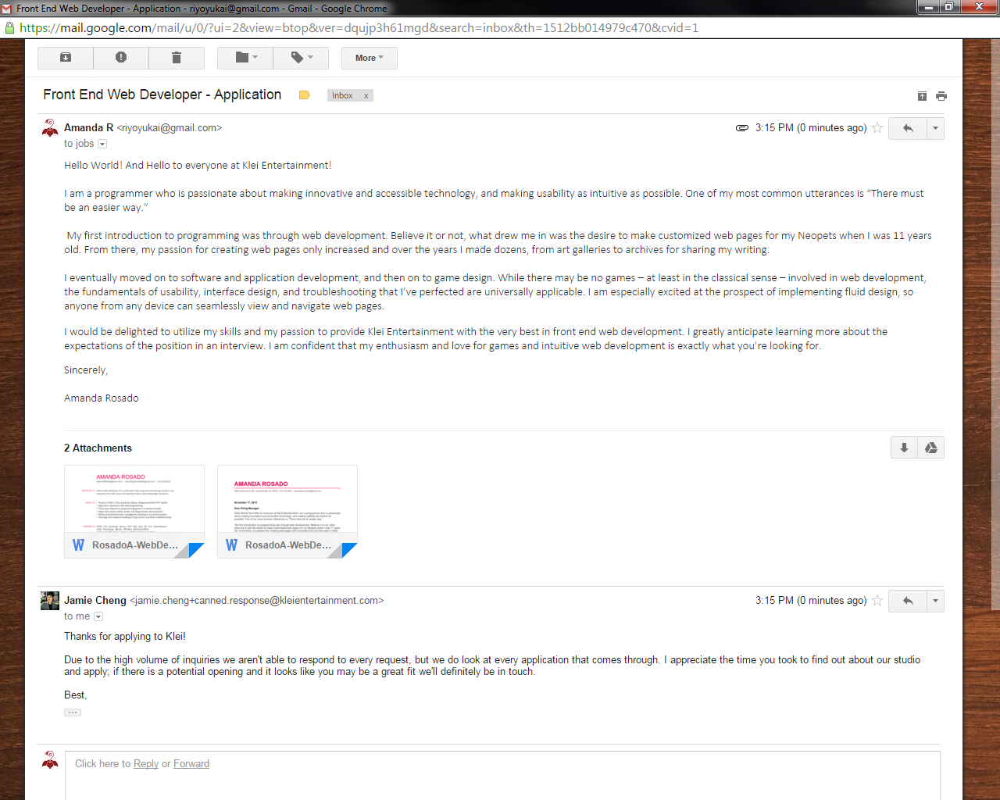 Front End Web Developer - Application - riyoyukai@gmail.com - Gmail - Google Chrome
https://mail.google.com/mail/u/0/?ui=2&view=btop&ver=dqujp3h61mgd&search=inbox&th=1512bb014979c470&cvid=1
More
Front End Web Developer - Application
Inbox x
Amanda R <riyoyukai@gmail.com>
3:15 PM (0 minutes ago)
to jobs
Hello World! And Hello to everyone at Klei Entertainment!
I am a programmer who is passionate about making innovative and accessible technology, and making usability as intuitive as possible. One of my most common utterances is “There must
be an easier way.”
My first introduction to programming was through web development. Believe it or not, what drew me in was the desire to make customized web pages for my Neopets when I was 11 years
old. From there, my passion for creating web pages only increased and over the years I made dozens, from art galleries to archives for sharing my writing.
I eventually moved on to software and application development, and then on to game design. While there may be no games – at least in the classical sense – involved in web development,
the fundamentals of usability, interface design, and troubleshooting that I’ve perfected are universally applicable. I am especially excited at the prospect of implementing fluid design, so
anyone from any device can seamlessly view and navigate web pages.
I would be delighted to utilize my skills and my passion to provide Klei Entertainment with the very best in front end web development. I greatly anticipate learning more about the
expectations of the position in an interview. I am confident that my enthusiasm and love for games and intuitive web development is exactly what you’re looking for.
Sincerely,
Amanda Rosado
2 Attachments
AMANDA ROSADO
W RosadoA-WebDe...
AMANDA ROSADO
November 17, 2015
Dear Hiring Manager:
W RosadoA-WebDe...
Jamie Cheng <jamie.cheng+canned.response@kleientertainment.com>
3:15 PM (0 minutes ago)
to me
Thanks for applying to Klei!
Due to the high volume of inquiries we aren't able to respond to every request, but we do look at every application that comes through. I appreciate the time you took to find out about our studio
and apply; if there is a potential opening and it looks like you may be a great fit we'll definitely be in touch.
Best,
Click here to Reply or Forward